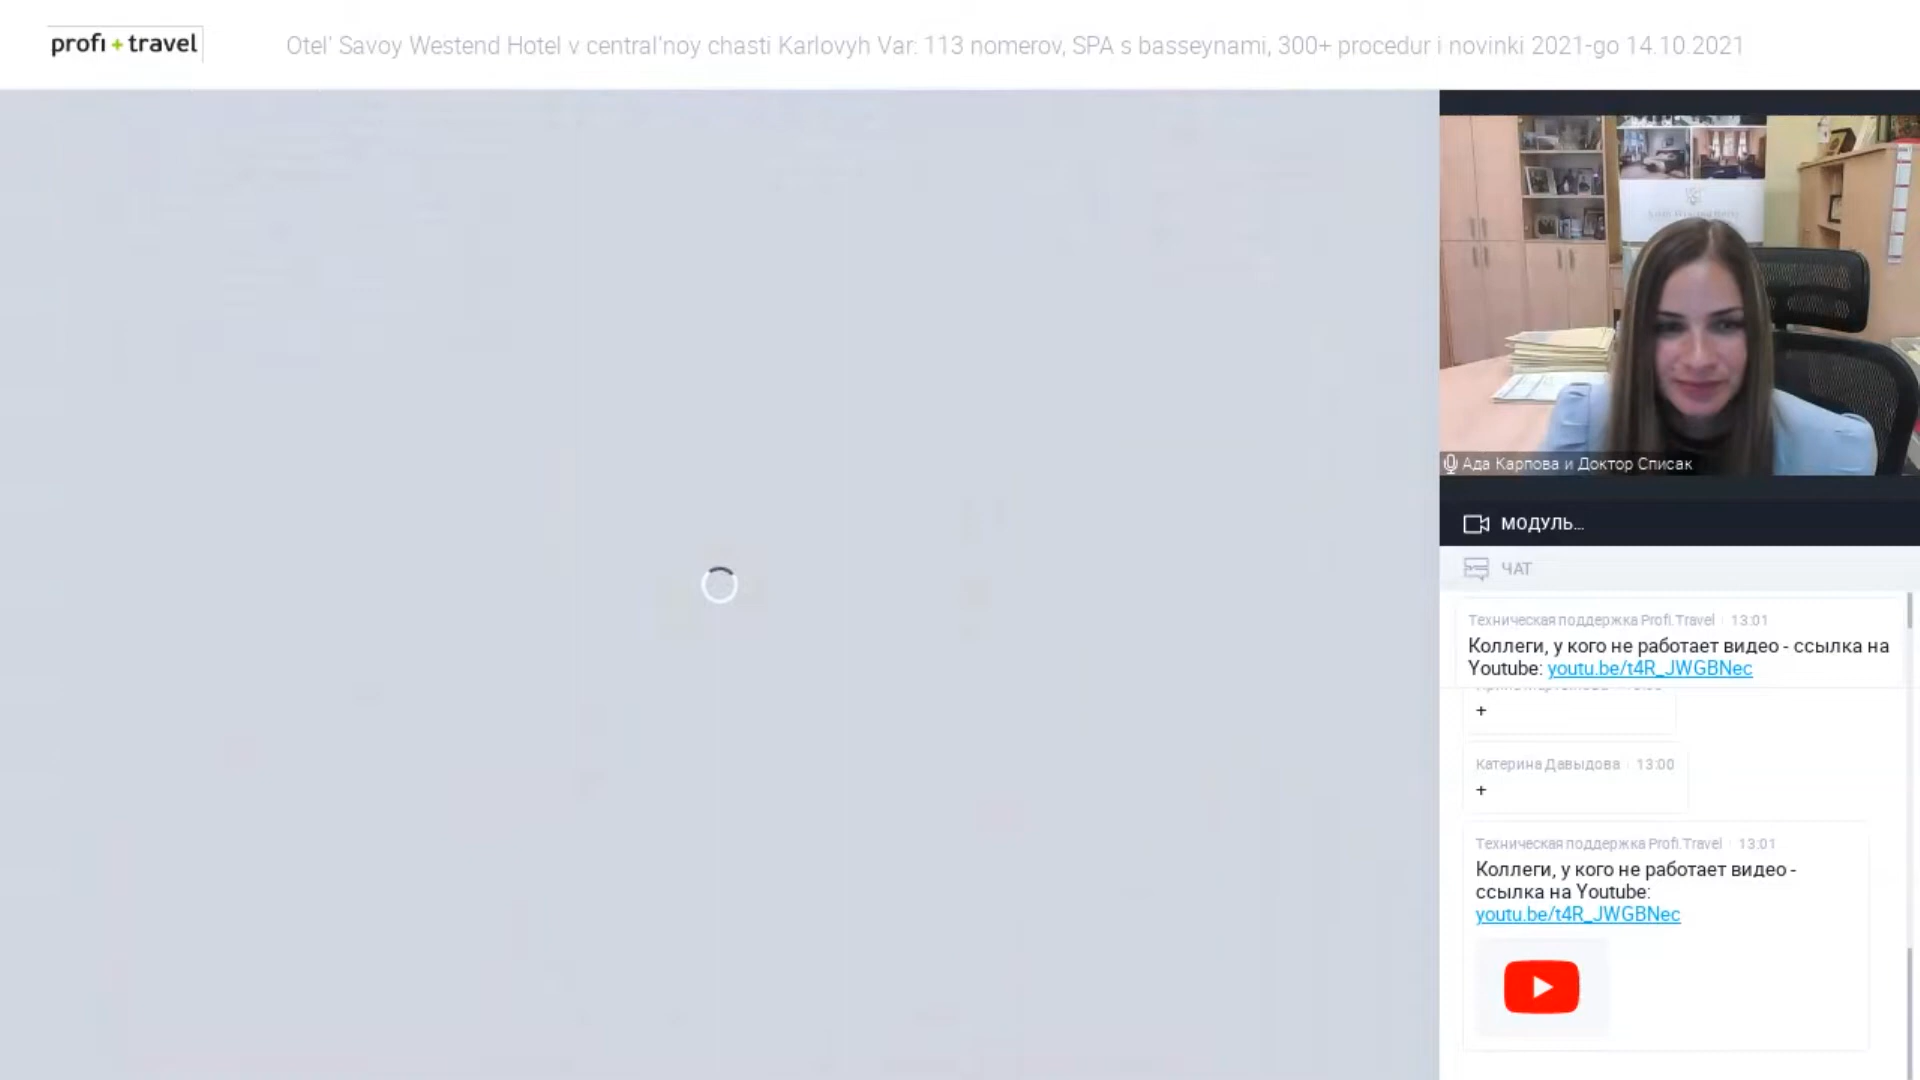 profi + travel
Otel' Savoy Westend Hotel v central'noy chasti Karlovyh Var: 113 nomerov, SPA s basseynami, 300+ procedur i novinki 2021-go 14.10.2021
Ада Карпова и Доктор Списак
МОДУЛЬ...
ЧАТ
Техническая поддержка Profi.Travel 13:01
Коллеги, у кого не работает видео - ссылка на
Youtube: youtu.be/t4R_JWGBNec
+
Катерина Давыдова 13:00
+
Техническая поддержка Profi.Travel 13:01
Коллеги, у кого не работает видео -
ссылка на Youtube:
youtu.be/t4R_JWGBNec